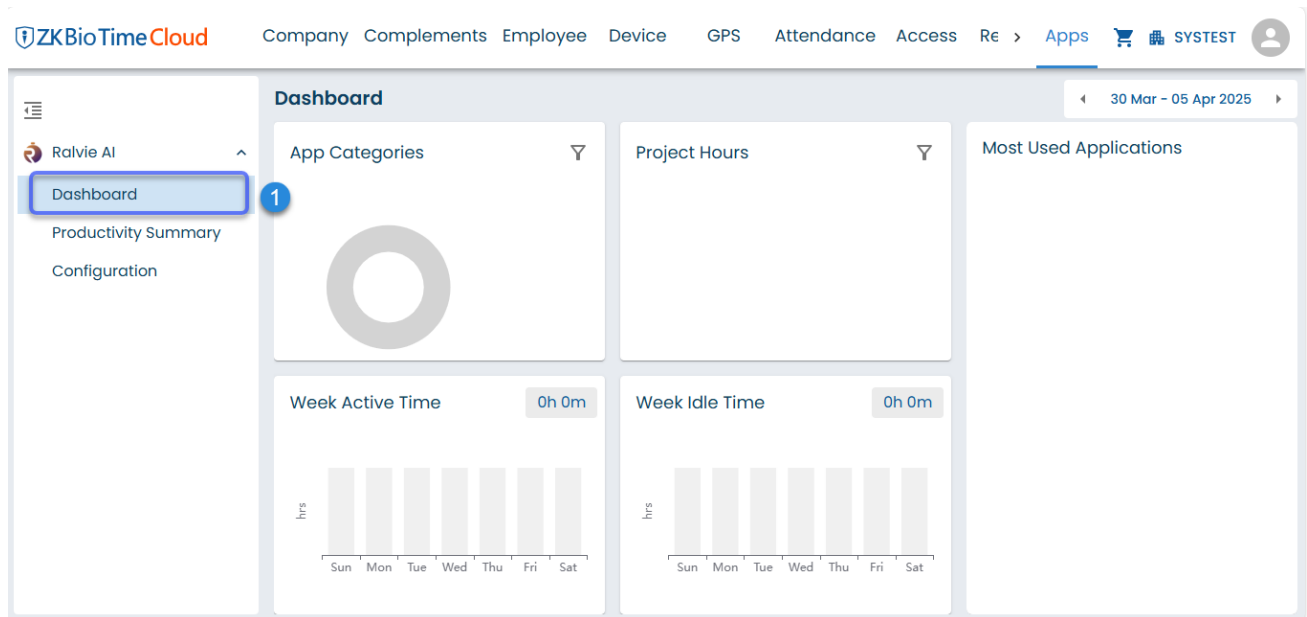 ZKBioTime Cloud Company Complements Employee Device GPS Attendance Access Re > Apps SYSTEST
Dashboard 30 Mar - 05 Apr 2025
Ralvie AI
Dashboard 1
Productivity Summary
Configuration
App Categories
Project Hours
Most Used Applications
Week Active Time 0h 0m
hrs
Sun Mon Tue Wed Thu Fri Sat
Week Idle Time 0h 0m
hrs
Sun Mon Tue Wed Thu Fri Sat